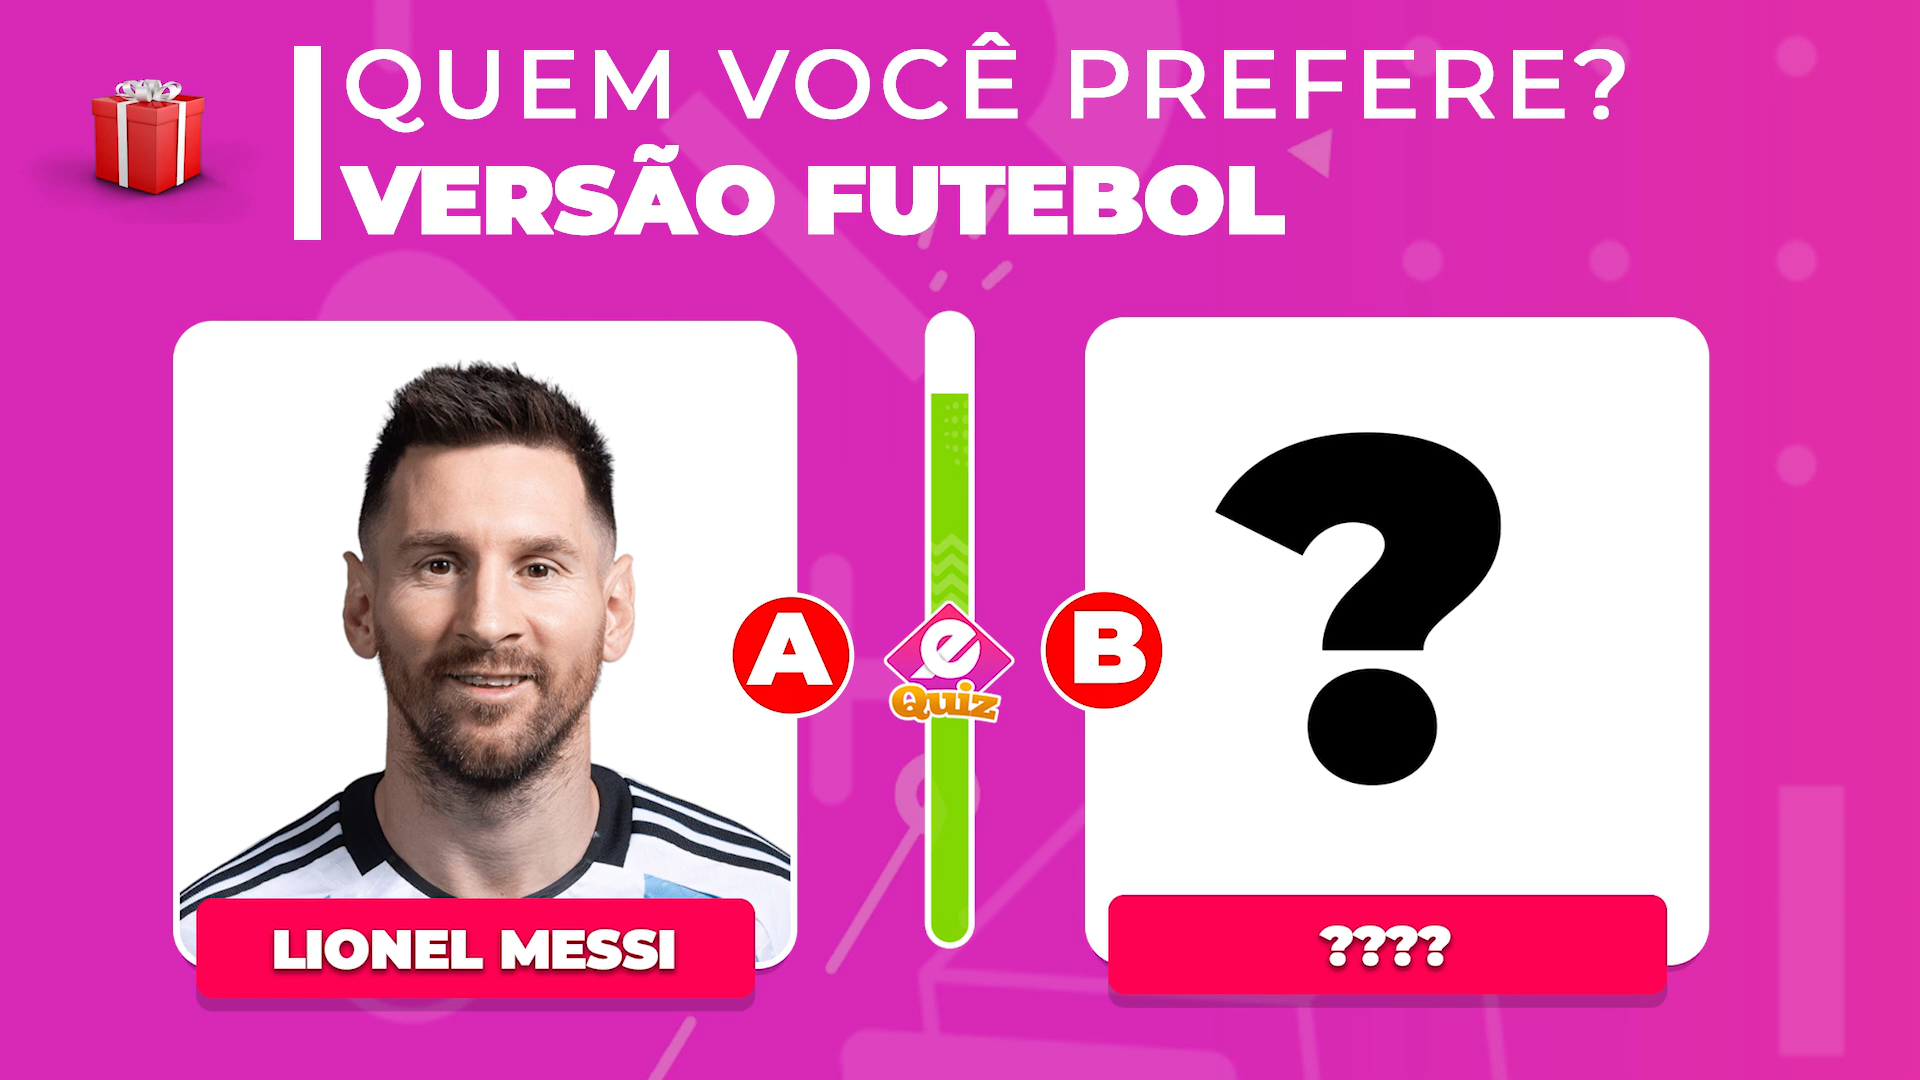 QUEM VOCÊ PREFERE?
VERSÃO FUTEBOL
?
A
B
e
Quiz
LIONEL MESSI
????